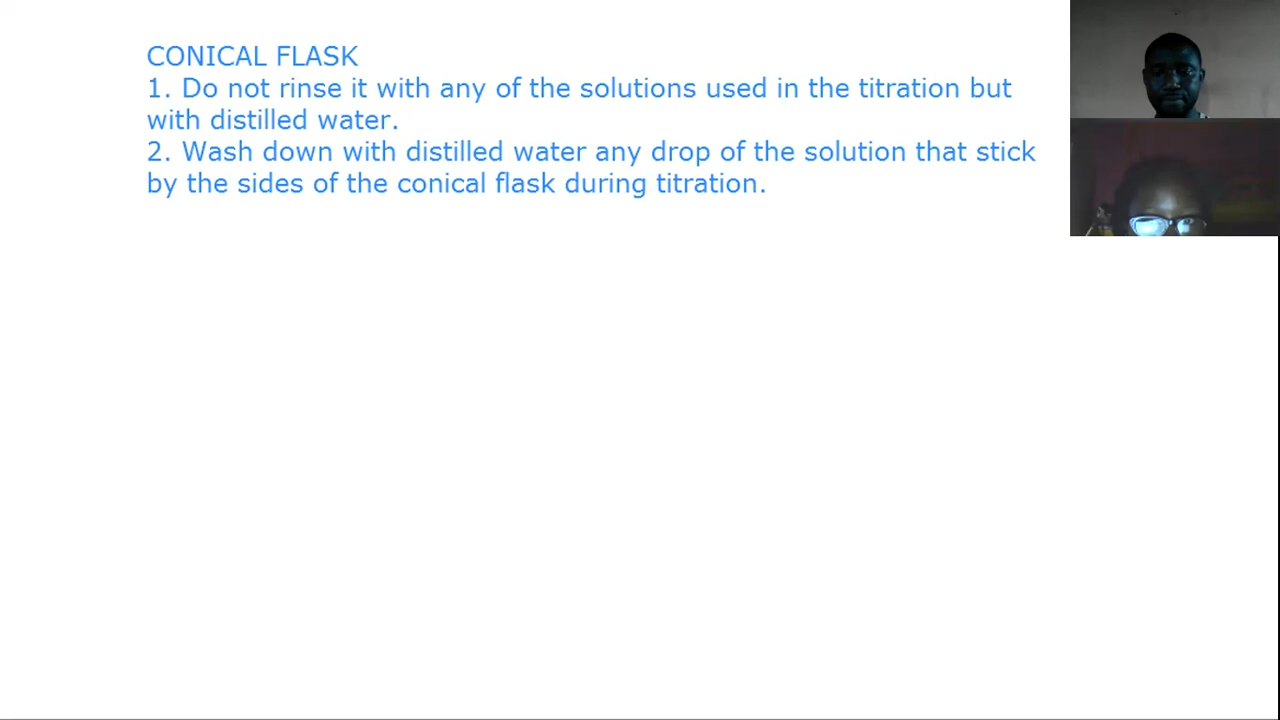 CONICAL FLASK
1. Do not rinse it with any of the solutions used in the titration but
with distilled water.
2. Wash down with distilled water any drop of the solution that stick
by the sides of the conical flask during titration.